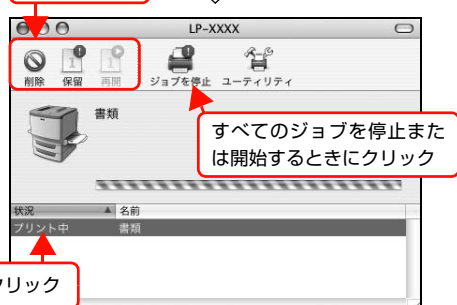 LP-XXXX
削除 保留 再開 ジョブを停止 ユーティリティ
書類
すべてのジョブを停止また
は開始するときにクリック
状況 名前
プリント中 書類
リック